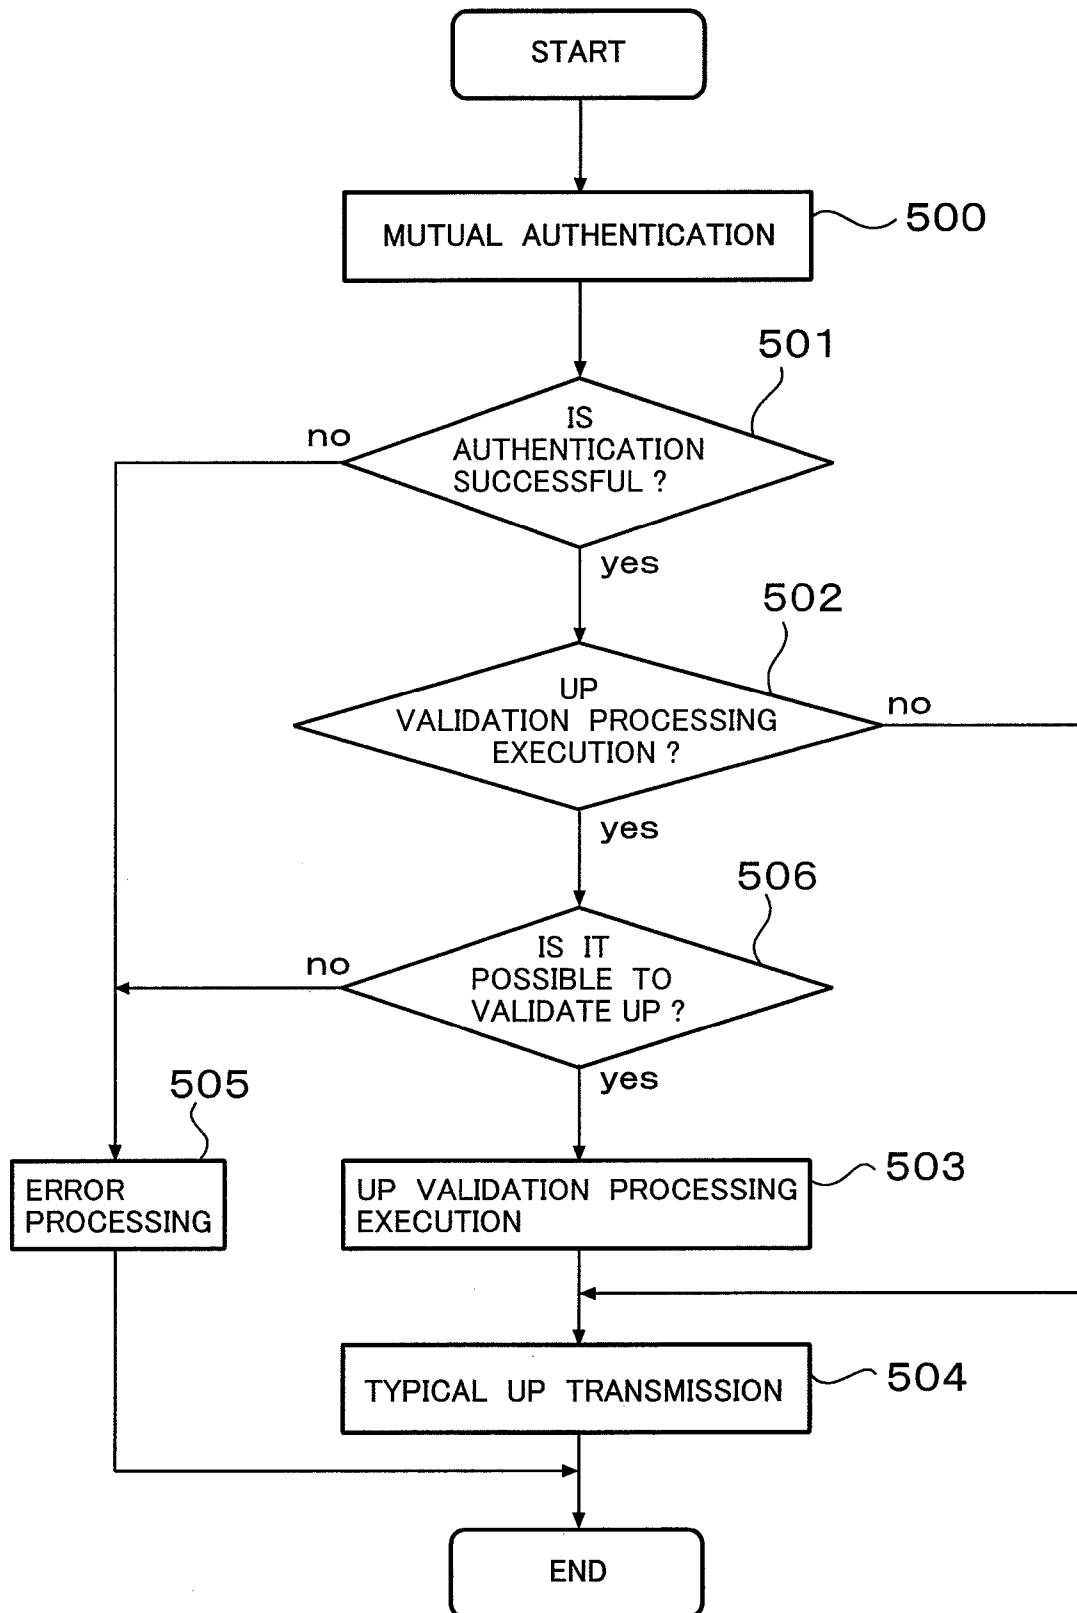 START
MUTUAL AUTHENTICATION
500
501
IS
AUTHENTICATION
SUCCESSFUL ?
no
yes
502
UP
VALIDATION PROCESSING
EXECUTION ?
no
yes
506
IS IT
POSSIBLE TO
VALIDATE UP ?
no
yes
505
ERROR
PROCESSING
UP VALIDATION PROCESSING
EXECUTION
503
TYPICAL UP TRANSMISSION
504
END